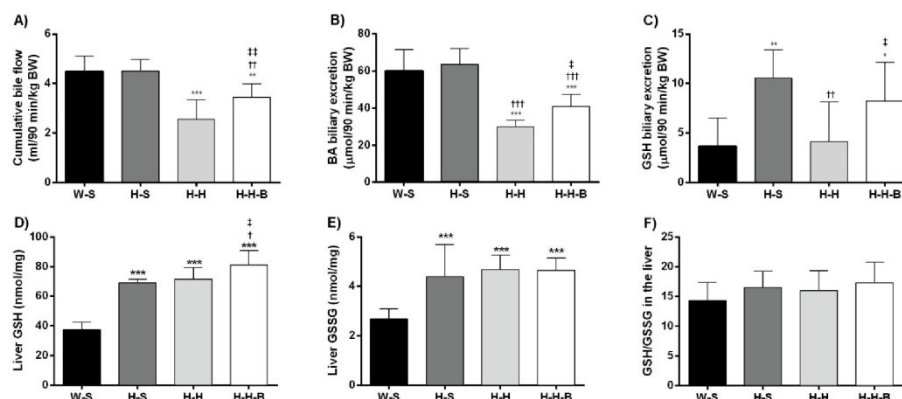 A)
Cumulative bile flow
(ml/90 min/kg BW)
6
4
2
0
***
‡‡
††
**
W-S
H-S
H-H
H-H-B
B)
BA biliary excretion
(μmol/90 min/kg BW)
80
60
40
20
0
†††
***
‡
†††
***
W-S
H-S
H-H
H-H-B
C)
GSH biliary excretion
(μmol/90 min/kg BW)
15
10
5
0
**
††
‡
*
W-S
H-S
H-H
H-H-B
D)
Liver GSH (nmol/mg)
100
80
60
40
20
0
***
***
‡
†
***
W-S
H-S
H-H
H-H-B
E)
Liver GSSG (nmol/mg)
6
4
2
0
***
***
***
W-S
H-S
H-H
H-H-B
F)
GSH/GSSG in the liver
25
20
15
10
5
0
W-S
H-S
H-H
H-H-B